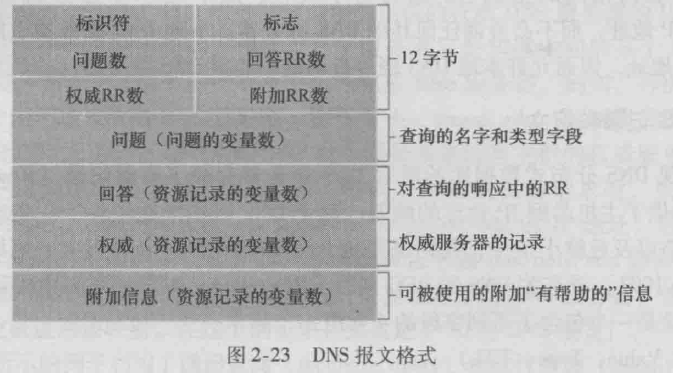 标识符 标志
问题数 回答RR数 12字节
权威RR数 附加RR数
问题（问题的变量数） 查询的名字和类型字段
回答（资源记录的变量数） 对查询的响应中的RR
权威（资源记录的变量数） 权威服务器的记录
附加信息（资源记录的变量数） 可被使用的附加“有帮助的”信息
图2-23 DNS 报文格式